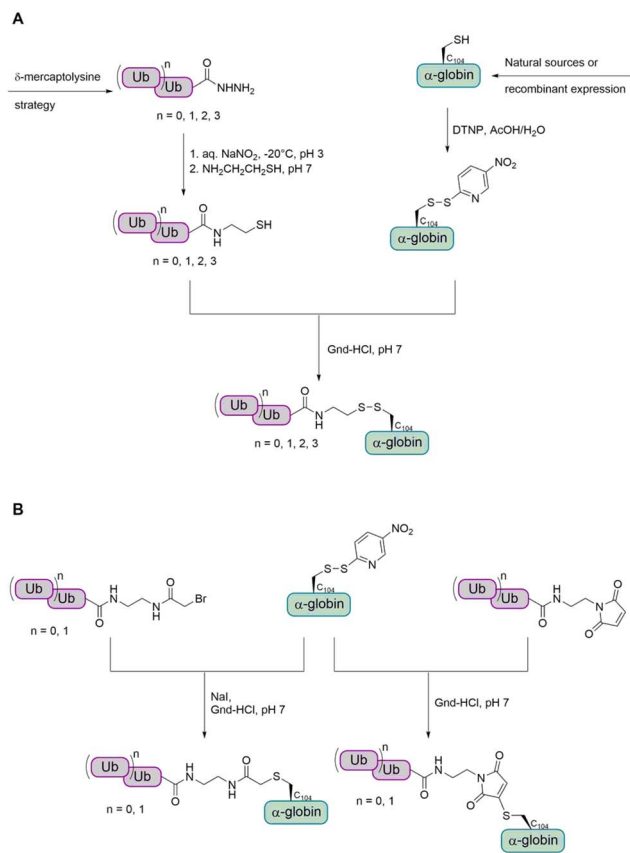 A
δ-mercaptolysine
strategy
( Ub )n
Ub
O
NHNH2
n = 0, 1, 2, 3
SH
C104
α-globin
Natural sources or
recombinant expression
1. aq. NaNO2, -20°C, pH 3
2. NH2CH2CH2SH, pH 7
DTNP, AcOH/H2O
( Ub )n
Ub
O
N
H
SH
n = 0, 1, 2, 3
NO2
S-S
N
C104
α-globin
Gnd-HCl, pH 7
( Ub )n
Ub
O
N
H
S-S
C104
α-globin
n = 0, 1, 2, 3
B
( Ub )n
Ub
O
H
N
N
H
O
Br
n = 0, 1
NO2
S-S
N
C104
α-globin
( Ub )n
Ub
O
H
N
N
O
O
n = 0, 1
NaI,
Gnd-HCl, pH 7
Gnd-HCl, pH 7
( Ub )n
Ub
O
H
N
N
H
O
S
C104
α-globin
n = 0, 1
( Ub )n
Ub
O
H
N
N
O
O
S
C104
α-globin
n = 0, 1